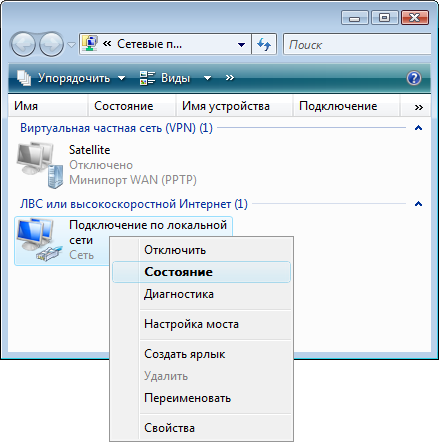 « Сетевые п...
Поиск
Упорядочить
Виды
»
?
Имя
Состояние
Имя устройства
Подключение
»
Виртуальная частная сеть (VPN) (1)
Satellite
Отключено
Минипорт WAN (PPTP)
ЛВС или высокоскоростной Интернет (1)
Подключение по локальной
сети
Сеть
Отключить
Состояние
Диагностика
Настройка моста
Создать ярлык
Удалить
Переименовать
Свойства